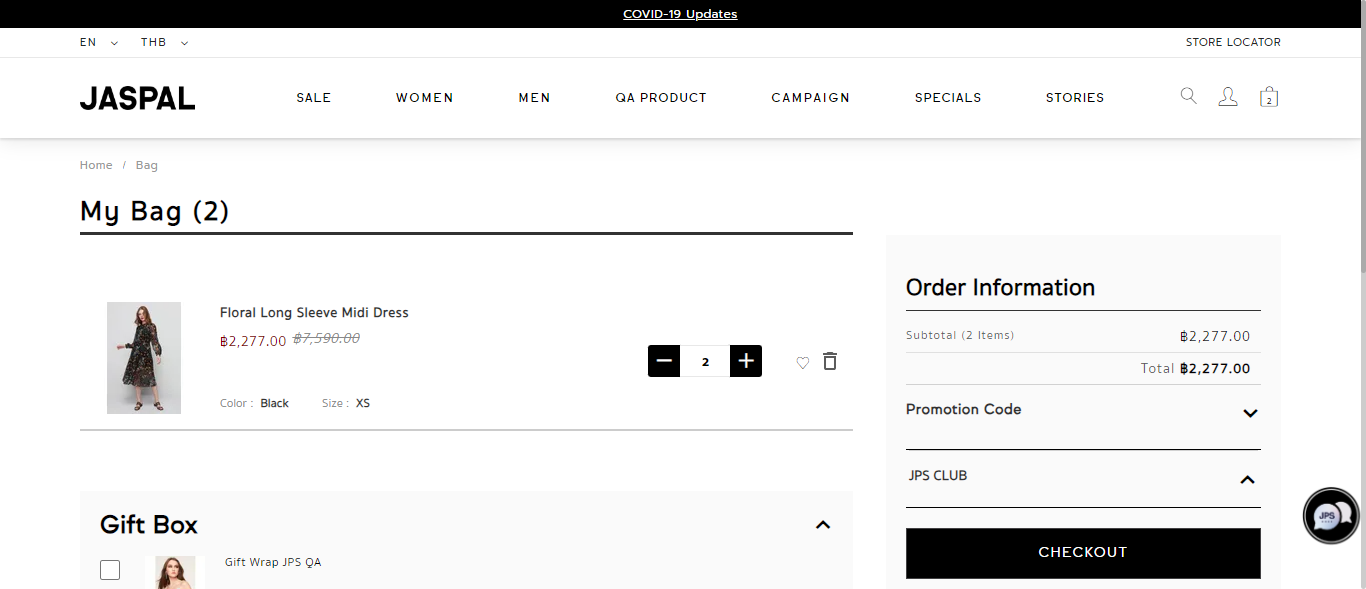 COVID-19 Updates
EN THB STORE LOCATOR
JASPAL SALE WOMEN MEN QA PRODUCT CAMPAIGN SPECIALS STORIES 2
Home / Bag
My Bag (2)
Floral Long Sleeve Midi Dress
฿2,277.00 ฿7,590.00
2
Color : Black Size : XS
Gift Box
Gift Wrap JPS QA
Order Information
Subtotal (2 Items) ฿2,277.00
Total ฿2,277.00
Promotion Code
JPS CLUB
CHECKOUT
JPS